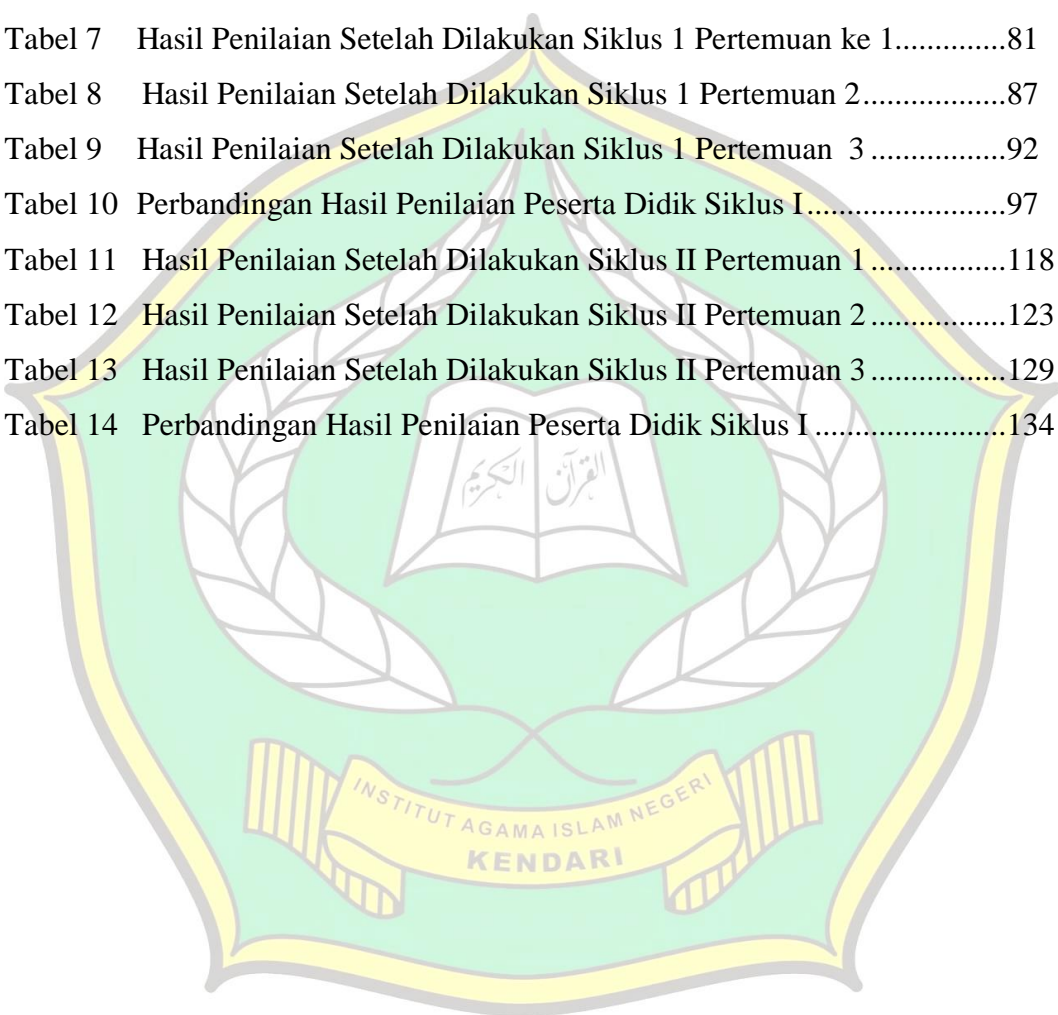 Tabel 7 Hasil Penilaian Setelah Dilakukan Siklus 1 Pertemuan ke 1..............81
Tabel 8 Hasil Penilaian Setelah Dilakukan Siklus 1 Pertemuan 2.................87
Tabel 9 Hasil Penilaian Setelah Dilakukan Siklus 1 Pertemuan 3 ................92
Tabel 10 Perbandingan Hasil Penilaian Peserta Didik Siklus I........................97
Tabel 11 Hasil Penilaian Setelah Dilakukan Siklus II Pertemuan 1 ................118
Tabel 12 Hasil Penilaian Setelah Dilakukan Siklus II Pertemuan 2 ................123
Tabel 13 Hasil Penilaian Setelah Dilakukan Siklus II Pertemuan 3 ................129
Tabel 14 Perbandingan Hasil Penilaian Peserta Didik Siklus I .......................134
القرآن الكريم
INSTITUT AGAMA ISLAM NEGERI
KENDARI